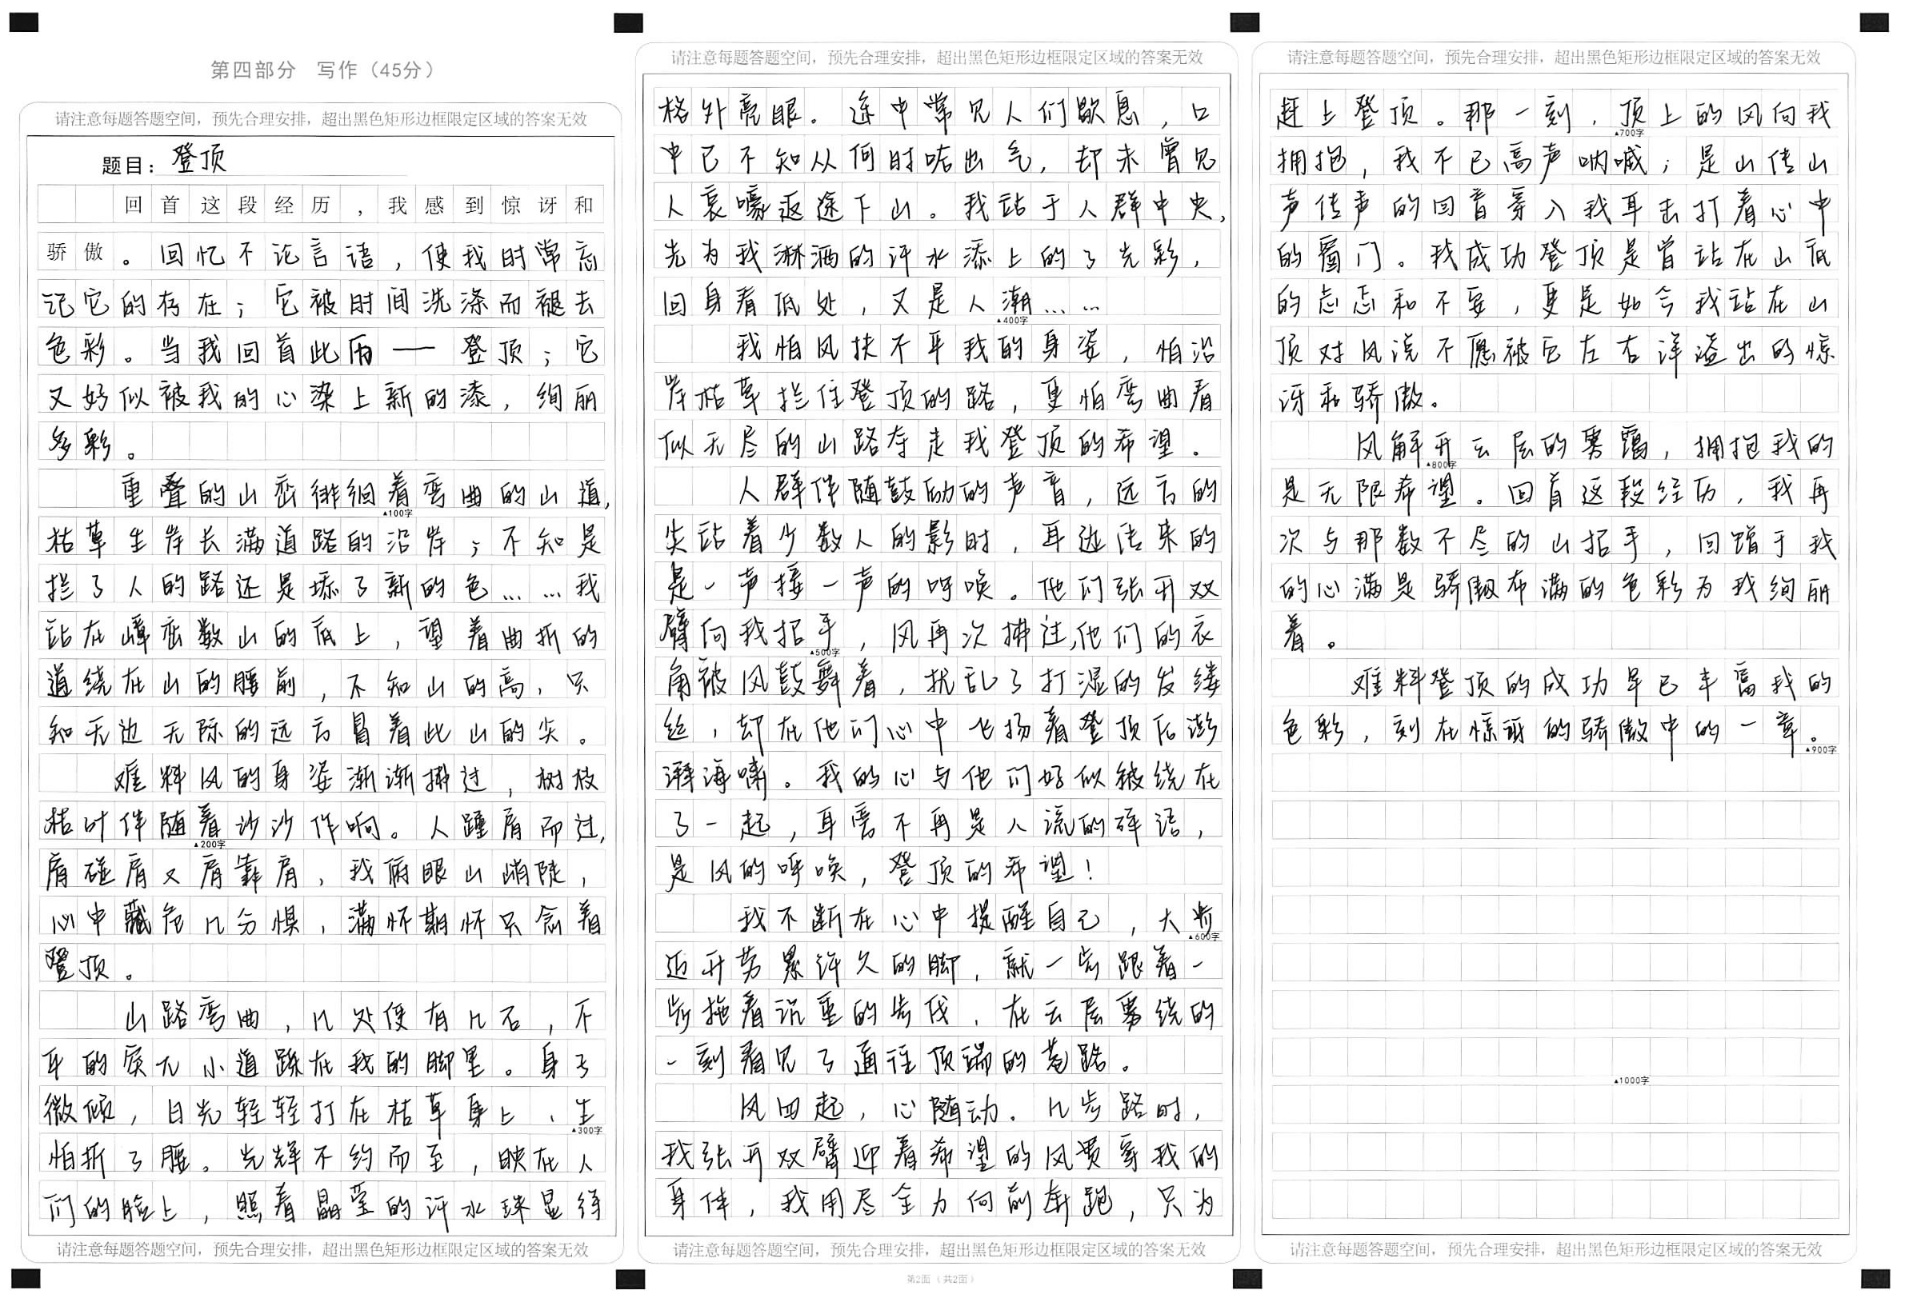 第四部分 写作（45分）
请注意每题答题空间，预先合理安排，超出黑色矩形边框限定区域的答案无效
题目：登顶
回首这段经历，我感到惊讶和
骄傲。回忆不论言语，使我时常忘
记它的存在；它被时间洗涤而褪去
色彩。当我回首此历——登顶；它
又好似被我的心染上新的漆，绚丽
多彩。
重叠的山峦徘徊着弯曲的山道，
▲100字
枯草生岸长满道路的沿岸；不知是
拦了人的路还是添了新的色……我
站在嶂峦数山的底上，望着曲折的
道绕在山的腰前，不知山的高，只
知无边无际的远方冒着此山的尖。
难料风的身姿渐渐拂过，树枝
枯叶伴随着沙沙作响。人踵肩而过，
▲200字
肩碰肩又肩靠肩，我俯眼山峭陡，
心中藏危几分惧，满怀期怀只念着
登顶。
山路弯曲，几处便有几石，不
平的灰尢小道踩在我的脚里。身子
微倾，日光轻轻打在枯草身上，生
▲300字
怕折了腰。光辉不约而至，映在人
们的脸上，照着晶莹的汗水珠显得
请注意每题答题空间，预先合理安排，超出黑色矩形边框限定区域的答案无效
请注意每题答题空间，预先合理安排，超出黑色矩形边框限定区域的答案无效
格外亮眼。途中常见人们歇息，口
中已不知从何时喘出气，却未曾见
人哀嚎返途下山。我站于人群中央，
光为我淋洒的汗水添上的了光彩，
回身看低处，又是人潮……
▲400字
我怕风扶不平我的身姿，怕沿
岸枯草拦住登顶的路，更怕弯曲着
似无尽的山路夺走我登顶的希望。
人群伴随鼓励的声音，远方的
尖站着少数人的影时，耳边传来的
是一声接一声的呼唤。他们张开双
臂向我招手，风再次拂过，他们的衣
▲500字
角被风鼓舞着，扰乱了打湿的发缕
丝，却在他们心中飞扬着登顶后澎
湃海啸。我的心与他们好似被绕在
了一起，耳旁不再是人流的碎语，
是风的呼唤，登顶的希望！
我不断在心中提醒自己，大步
▲600字
迈开劳累许久的脚，就一步跟着一
步拖着沉重的步伐，在云层雾绕的
一刻看见了通往顶端的苍路。
风四起，心随动。几步路时，
我张开双臂迎着希望的风贯穿我的
身体，我用尽全力向前奔跑，只为
请注意每题答题空间，预先合理安排，超出黑色矩形边框限定区域的答案无效
第2面（共2面）
请注意每题答题空间，预先合理安排，超出黑色矩形边框限定区域的答案无效
赶上登顶。那一刻，顶上的风向我
▲700字
拥抱，我不已高声呐喊；是山传山
声传声的回音穿入我耳击打着心中
的窗门。我成功登顶是曾站在山底
的忐忑和不安，更是如今我站在山
顶对风说不愿被它左右洋溢出的惊
讶和骄傲。
风解开云层的雾霭，拥抱我的
▲800字
是无限希望。回首这段经历，我再
次与那数不尽的山招手，回蹈于我
的心满是骄傲布满的色彩为我绚丽
着。
难料登顶的成功早已丰富我的
色彩，刻在惊讶的骄傲中的一章。
▲900字
▲1000字
请注意每题答题空间，预先合理安排，超出黑色矩形边框限定区域的答案无效